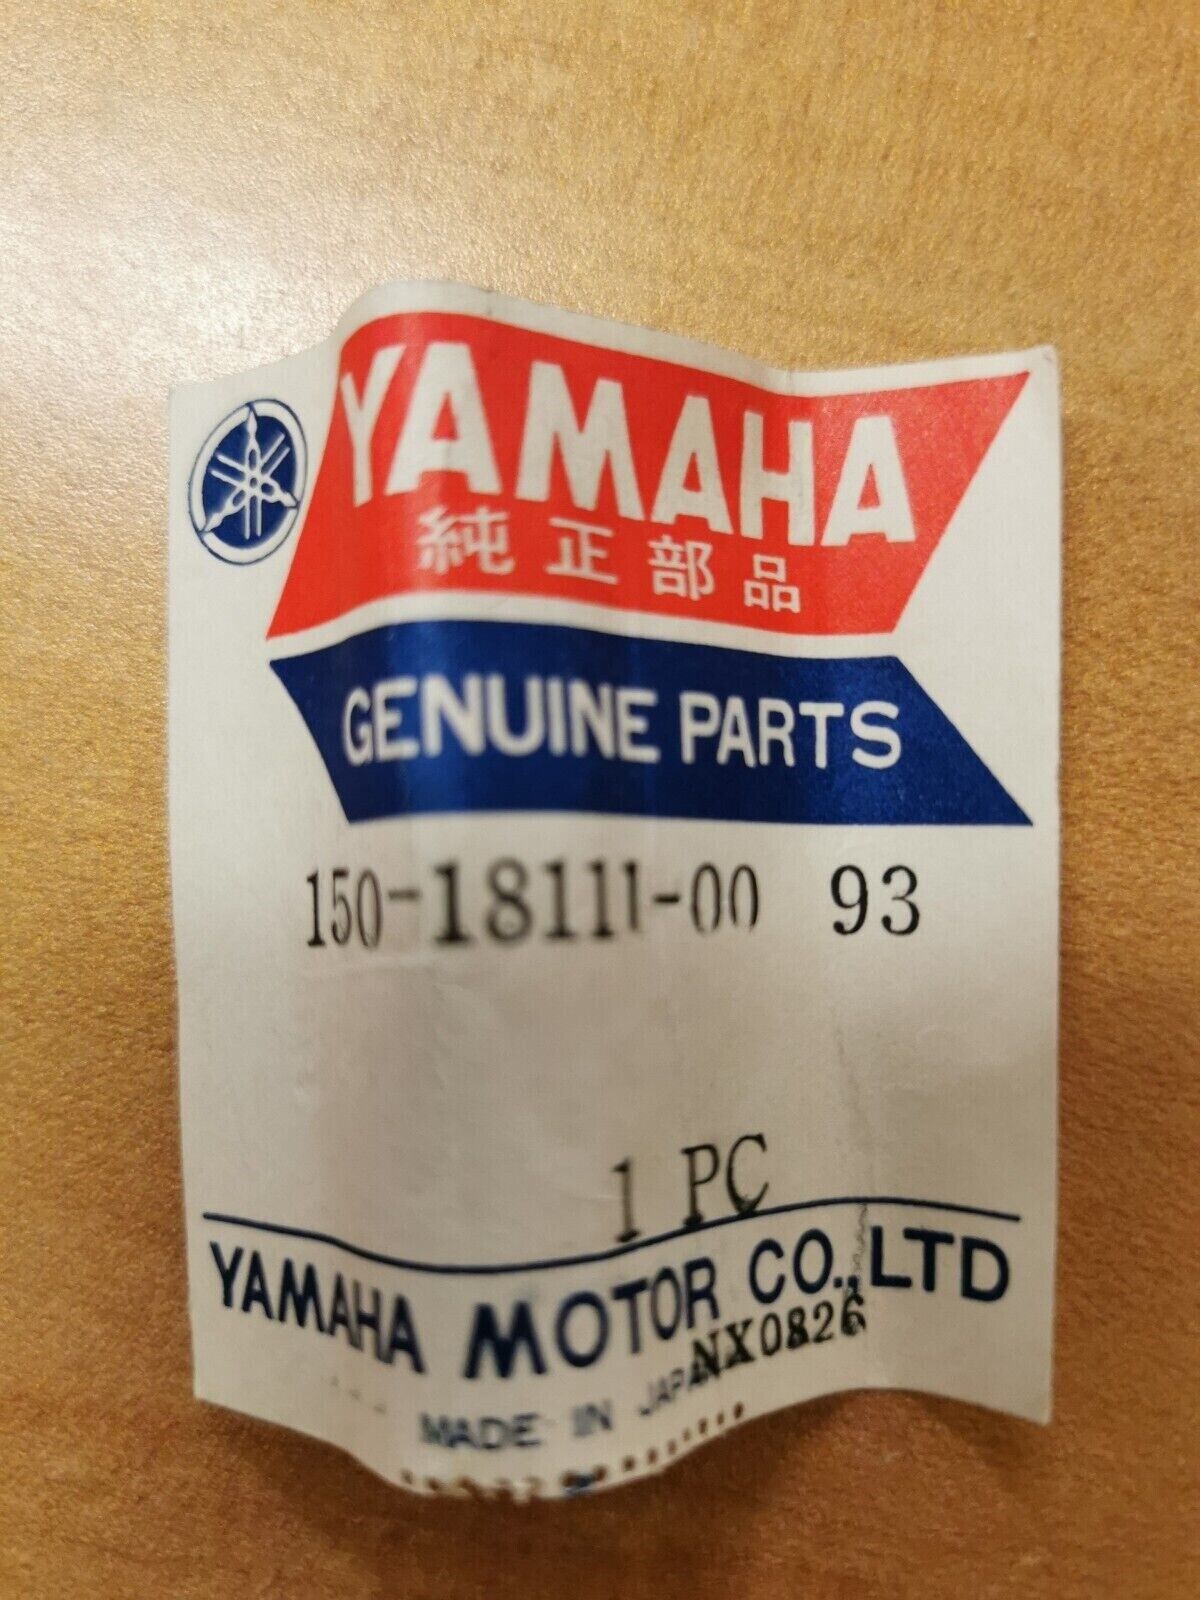 YAMAHA
純正部品
GENUINE PARTS
150-18111-00 93
1 PC
YAMAHA MOTOR CO.,LTD
NX0826
MADE IN JAPAN